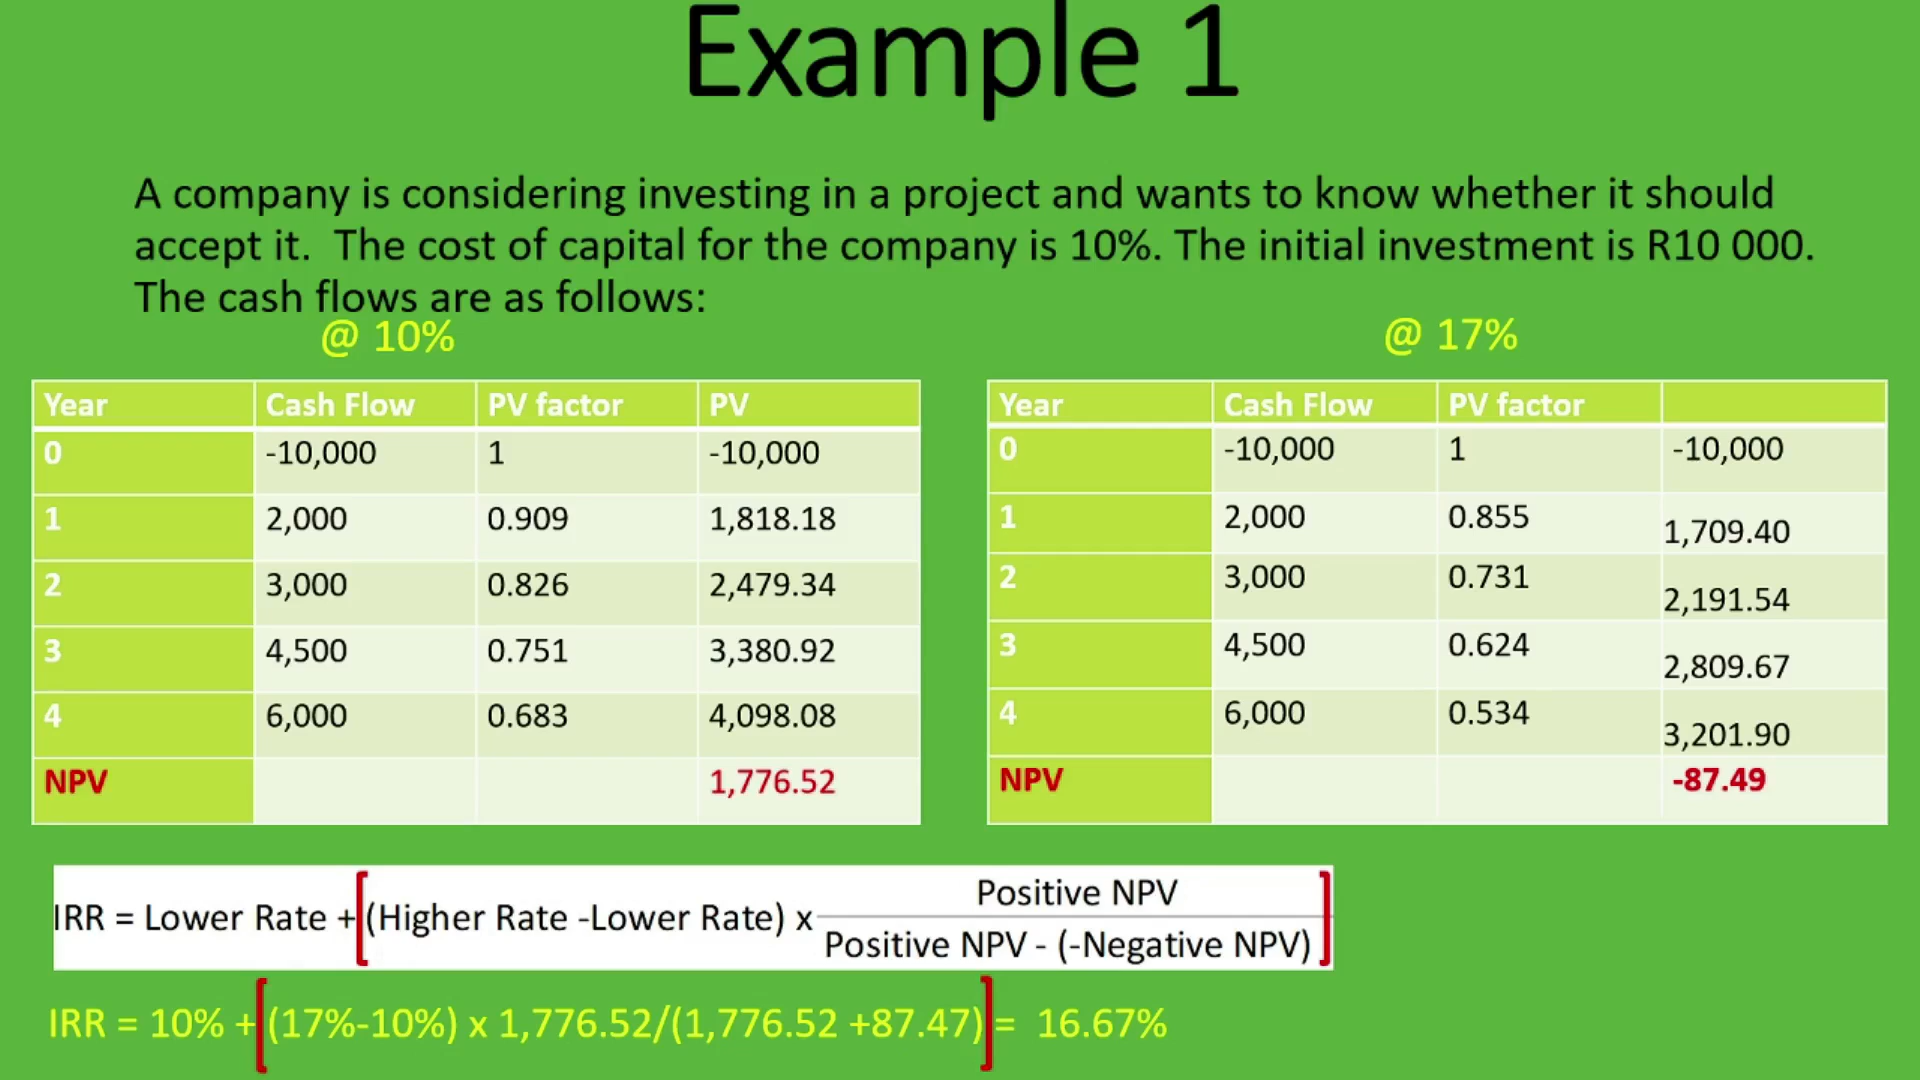 Example 1
A company is considering investing in a project and wants to know whether it should
accept it. The cost of capital for the company is 10%. The initial investment is R10 000.
The cash flows are as follows:
@ 10%
Year Cash Flow PV factor PV
0 -10,000 1 -10,000
1 2,000 0.909 1,818.18
2 3,000 0.826 2,479.34
3 4,500 0.751 3,380.92
4 6,000 0.683 4,098.08
NPV 1,776.52
@ 17%
Year Cash Flow PV factor
0 -10,000 1 -10,000
1 2,000 0.855 1,709.40
2 3,000 0.731 2,191.54
3 4,500 0.624 2,809.67
4 6,000 0.534 3,201.90
NPV -87.49
IRR = Lower Rate + [(Higher Rate -Lower Rate) x
Positive NPV
Positive NPV - (-Negative NPV)]
IRR = 10% + [(17%-10%) x 1,776.52/(1,776.52 +87.47)] = 16.67%